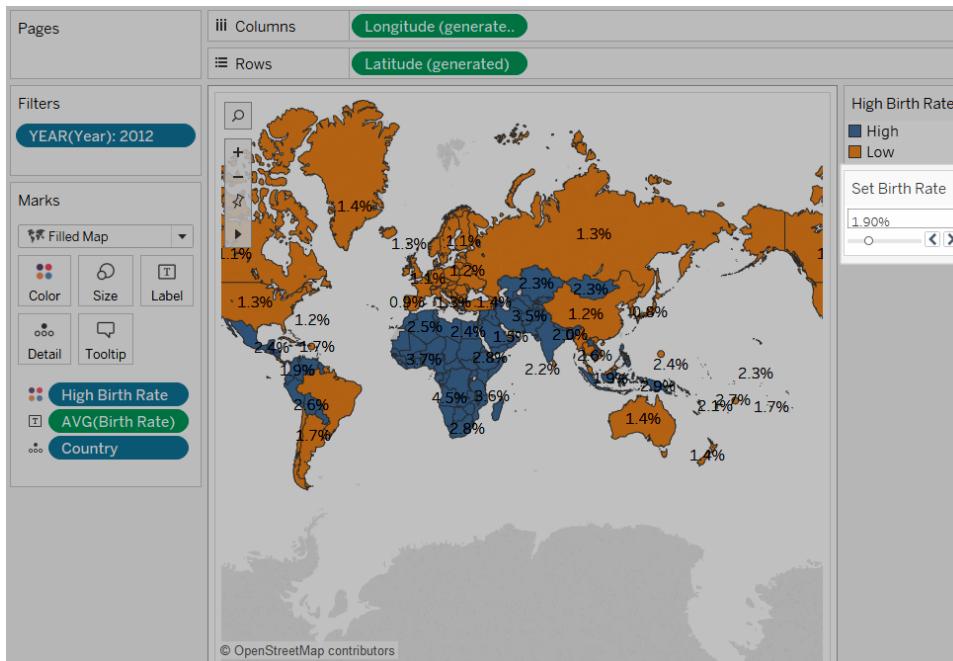 Pages
Columns
Longitude (generate..
Rows
Latitude (generated)
Filters
YEAR(Year): 2012
Marks
Filled Map
Color
Size
Label
Detail
Tooltip
High Birth Rate
AVG(Birth Rate)
Country
1.4%
1.3%
1.1%
1.3%
1.1%
1.2%
1.1%
1.3%
2.3%
2.3%
0.9%
1.3%
1.4%
1.2%
0.8%
1.2%
3.5%
2.5%
2.4%
1.5%
2.0%
2.4%
1.7%
3.7%
2.8%
2.6%
2.4%
1.9%
2.2%
1.9%
2.9%
2.3%
2.6%
4.5%
3.6%
2.1%
2.7%
1.7%
1.7%
2.8%
1.4%
1.4%
© OpenStreetMap contributors
High Birth Rate
High
Low
Set Birth Rate
1.90%